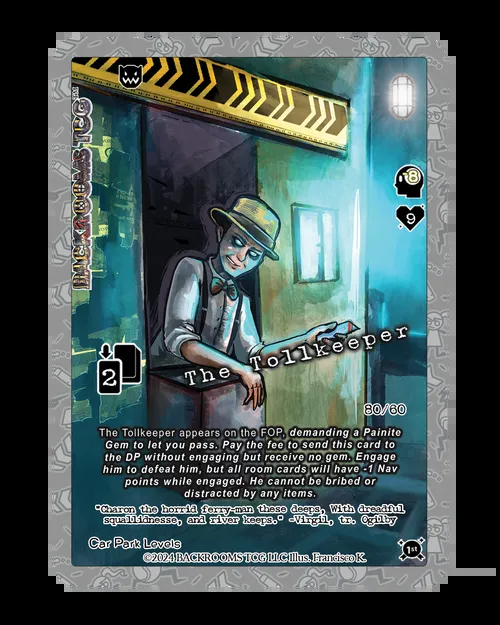 BACKROOMS TCG
8
9
The Tollkeeper
2
80/60
The Tollkeeper appears on the FOP, demanding a Painite
Gem to let you pass. Pay the fee to send this card to
the DP without engaging but receive no gem. Engage
him to defeat him, but all room cards will have -1 Nav
points while engaged. He cannot be bribed or
distracted by any items.
"Charon the horrid ferry-man these deeps, With dreadful
squallidnesse, and river keeps." -Virgil, tr. Ogilby
Car Park Levels
©2024 BACKROOMS TCG LLC Illus. Francisco K.
1st